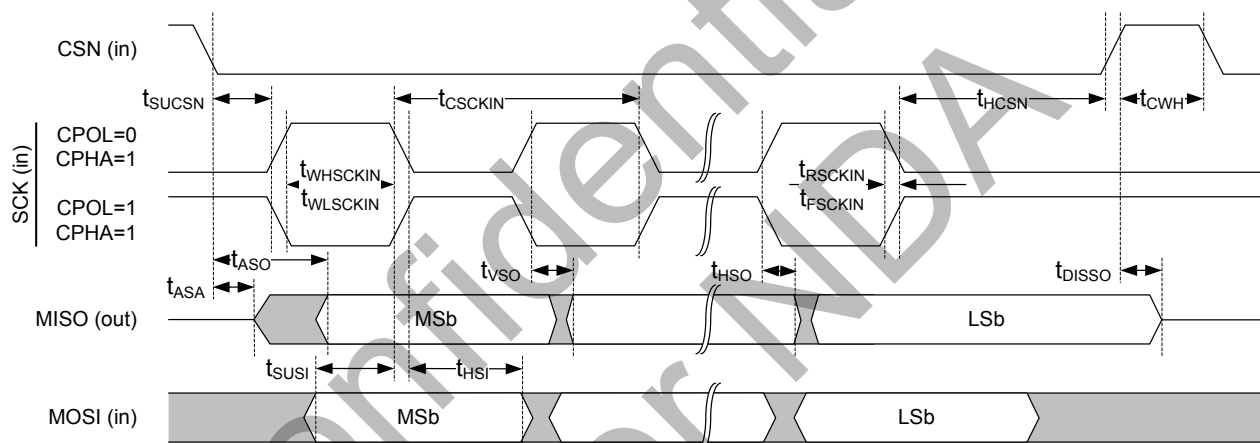 CSN (in)
tSUCSN
tCSCKIN
tHCSN
tCWH
SCK (in)
CPOL=0
CPHA=1
tWHSCKIN
tWLSCKIN
tRSCKIN
tFSCKIN
CPOL=1
CPHA=1
tASO
tVSO
tHSO
tDISSO
tASA
MISO (out)
MSb
LSb
tSUSI
tHSI
MOSI (in)
MSb
LSb
Confidential
or NDA